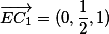 $\overrightarrow{EC_1} = (0, \frac{1}{2}, 1)$